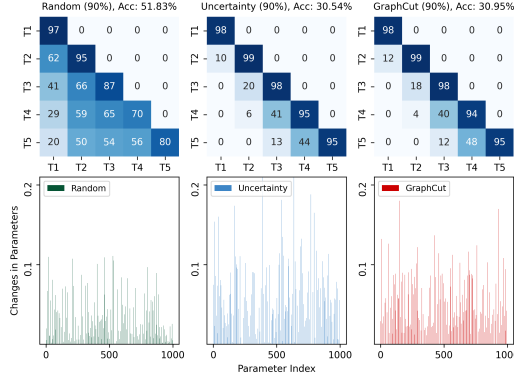 Random (90%), Acc: 51.83%
Uncertainty (90%), Acc: 30.54%
GraphCut (90%), Acc: 30.95%
T1 97 0 0 0 0
T2 62 95 0 0 0
T3 41 66 87 0 0
T4 29 59 65 70 0
T5 20 50 54 56 80
T1 T2 T3 T4 T5
T1 98 0 0 0 0
T2 10 99 0 0 0
T3 0 20 98 0 0
T4 0 6 41 95 0
T5 0 0 13 44 95
T1 T2 T3 T4 T5
T1 98 0 0 0 0
T2 12 99 0 0 0
T3 0 18 98 0 0
T4 0 4 40 94 0
T5 0 0 12 48 95
T1 T2 T3 T4 T5
Changes in Parameters
Random
0.2
0.1
0 500 1000
Uncertainty
0.2
0.1
0 500 1000
GraphCut
0.2
0.1
0 500 1000
Parameter Index